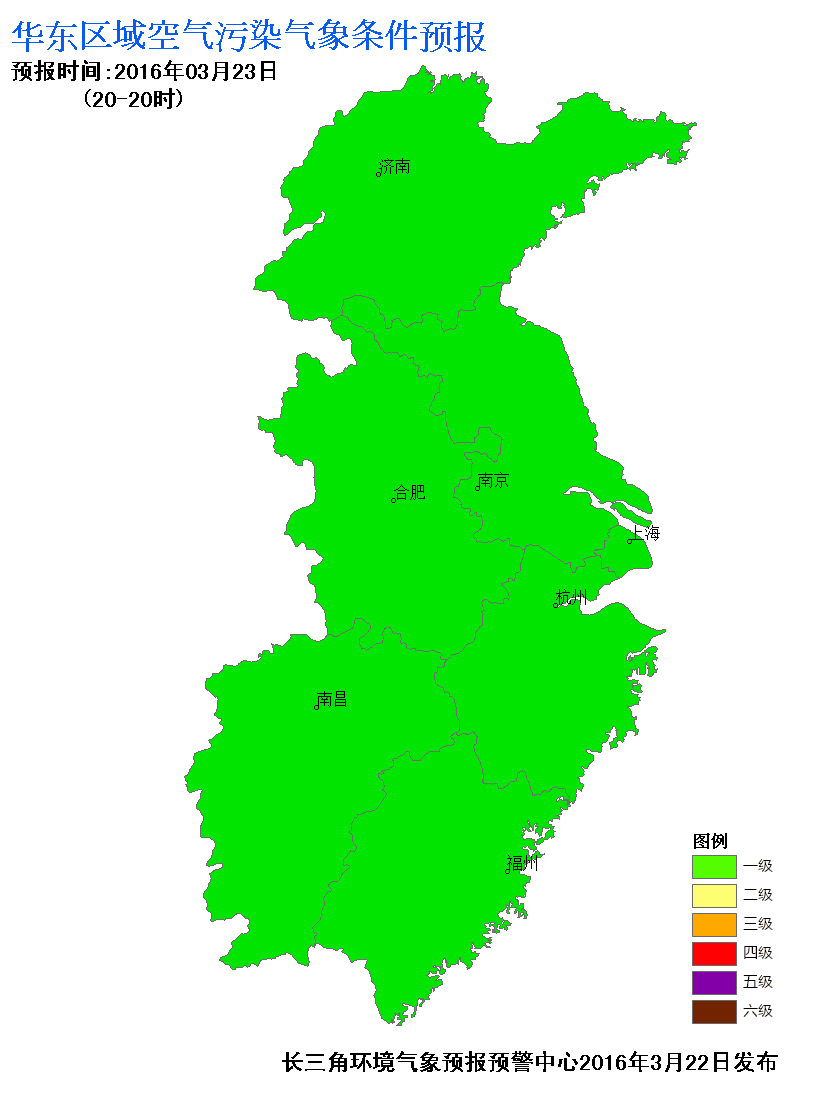 华东区域空气污染气象条件预报
预报时间:2016年03月23日
(20-20时)
济南
南京
合肥
上海
杭州
南昌
福州
图例
一级
二级
三级
四级
五级
六级
长三角环境气象预报预警中心2016年3月22日发布